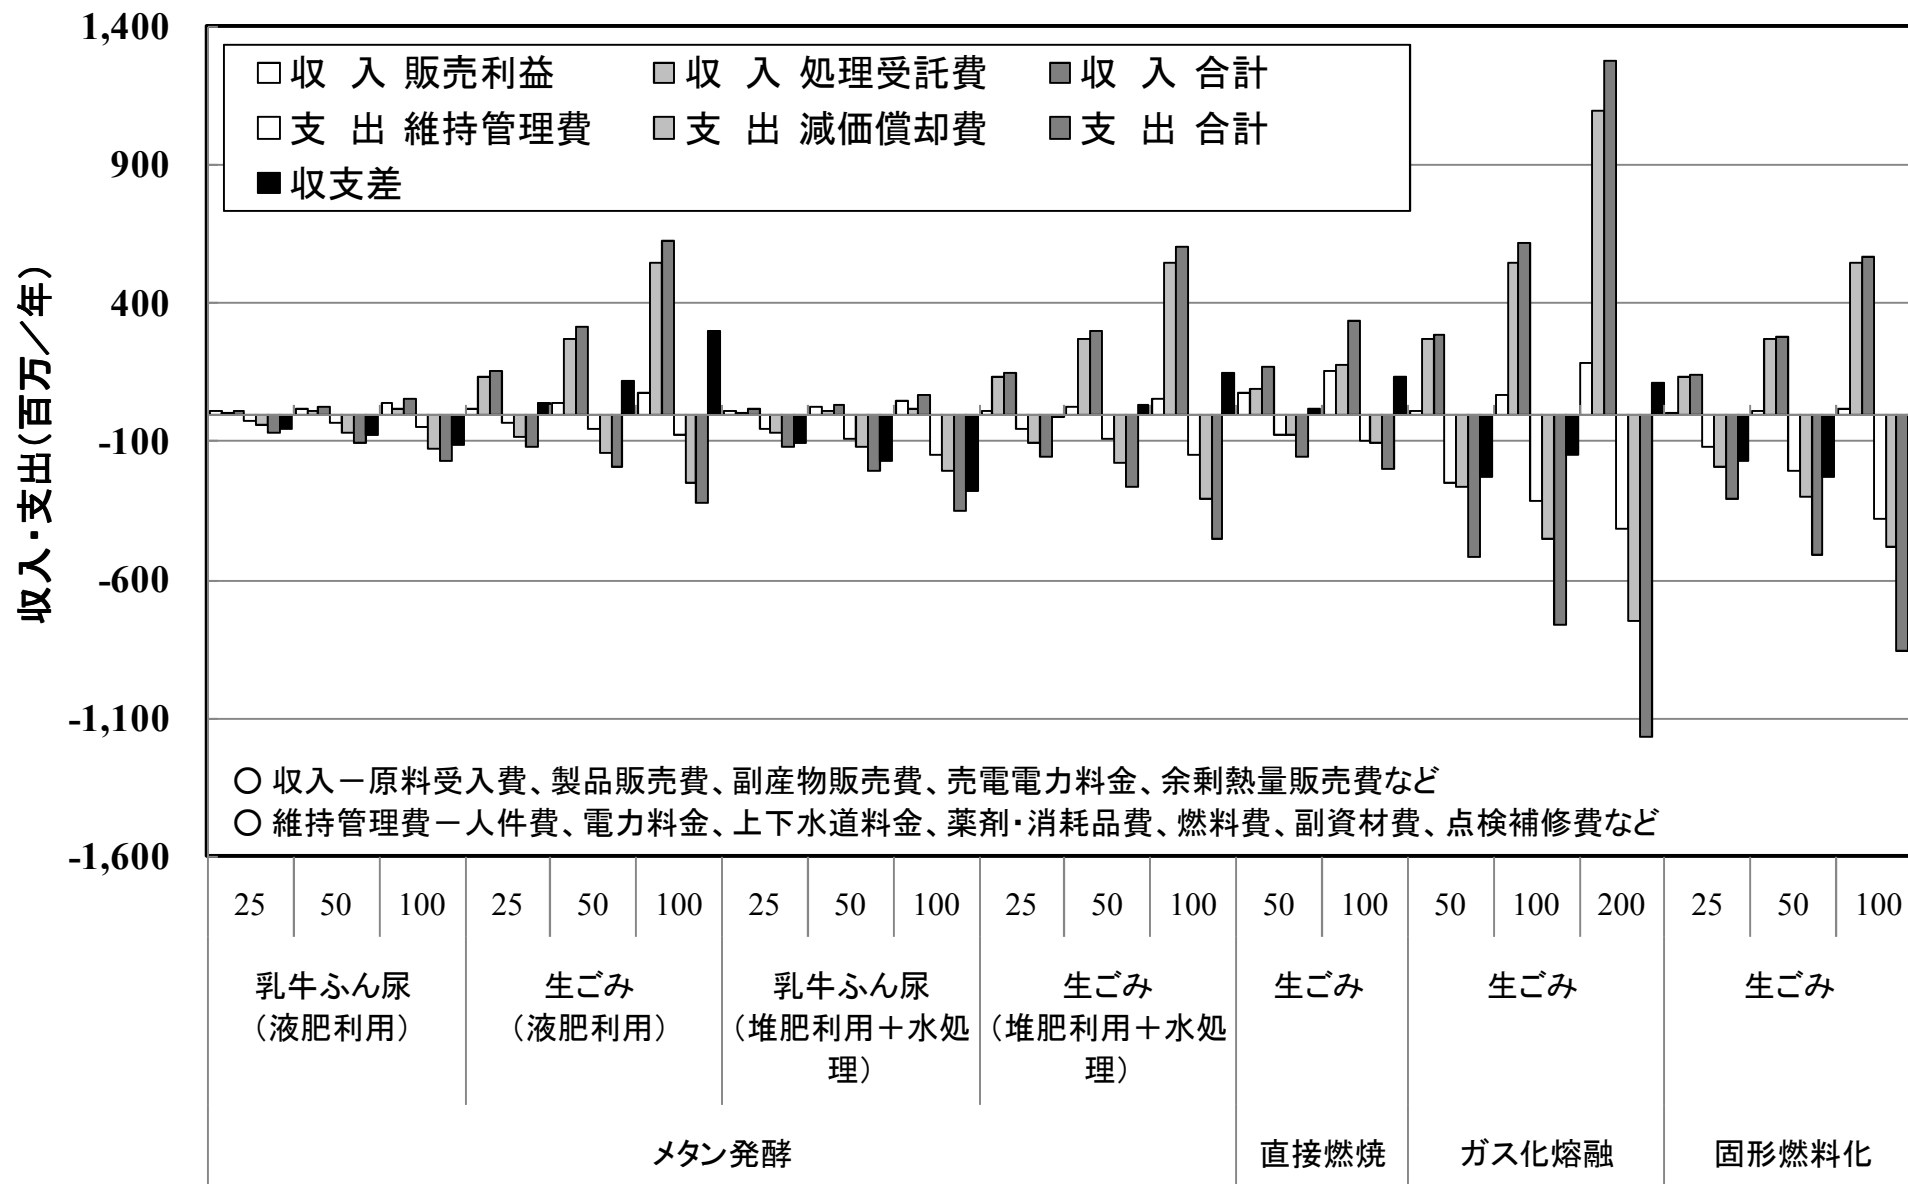 収入・支出(百万／年)
1,400
900
400
-100
-600
-1,100
-1,600
収 入 販売利益 収 入 処理受託費 収 入 合計
支 出 維持管理費 支 出 減価償却費 支 出 合計
収支差
○ 収入－原料受入費、製品販売費、副産物販売費、売電電力料金、余剰熱量販売費など
○ 維持管理費－人件費、電力料金、上下水道料金、薬剤・消耗品費、燃料費、副資材費、点検補修費など
25 50 100 25 50 100 25 50 100 25 50 100 50 100 50 100 200 25 50 100
乳牛ふん尿 生ごみ 乳牛ふん尿 生ごみ 生ごみ 生ごみ 生ごみ
（液肥利用） （液肥利用） （堆肥利用＋水処 （堆肥利用＋水処
理） 理）
メタン発酵 直接燃焼 ガス化熔融 固形燃料化